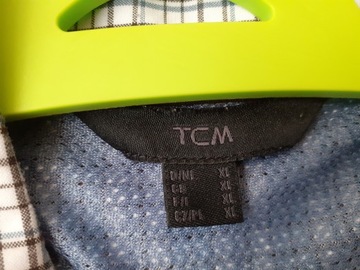 TCM
D/NL XL
GB XL
F/I XL
CZ/PL XL